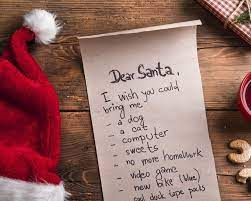 Dear Santa,
I wish you could
bring me:
- a dog
- a cat
- computer
- sweets
- no more homework
- video game
- new bike (blue)